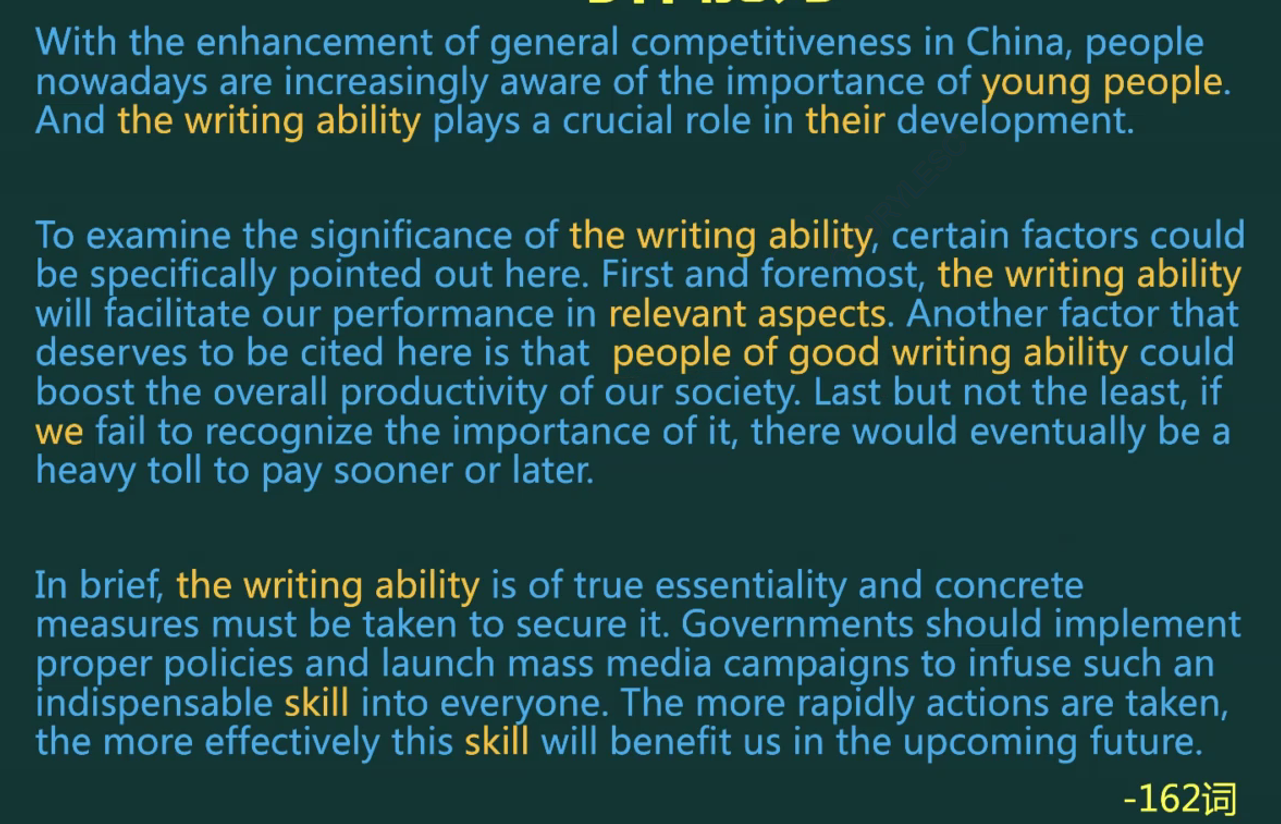 With the enhancement of general competitiveness in China, people
nowadays are increasingly aware of the importance of young people.
And the writing ability plays a crucial role in their development.
To examine the significance of the writing ability, certain factors could
be specifically pointed out here. First and foremost, the writing ability
will facilitate our performance in relevant aspects. Another factor that
deserves to be cited here is that people of good writing ability could
boost the overall productivity of our society. Last but not the least, if
we fail to recognize the importance of it, there would eventually be a
heavy toll to pay sooner or later.
In brief, the writing ability is of true essentiality and concrete
measures must be taken to secure it. Governments should implement
proper policies and launch mass media campaigns to infuse such an
indispensable skill into everyone. The more rapidly actions are taken,
the more effectively this skill will benefit us in the upcoming future.
-162词